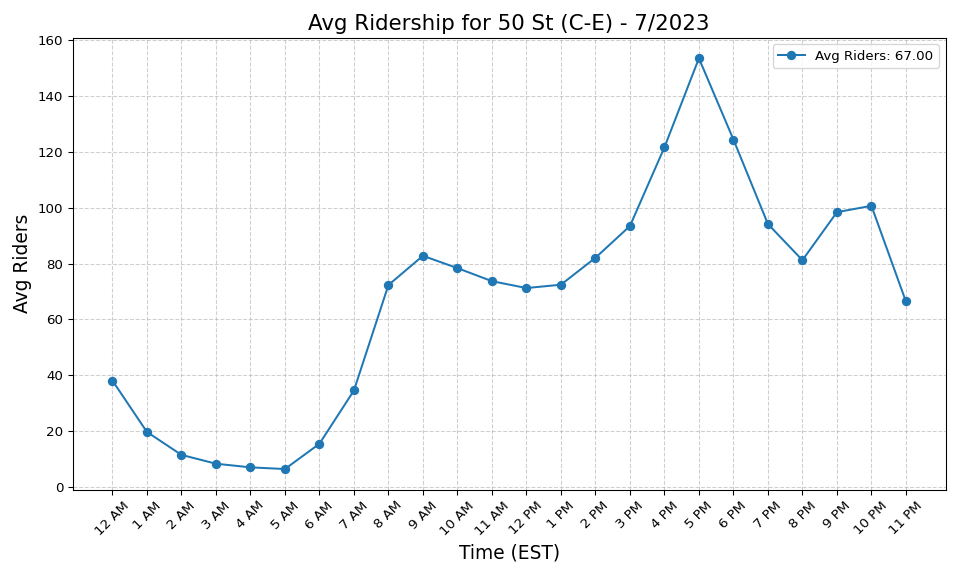 Avg Ridership for 50 St (C-E) - 7/2023
Avg Riders: 67.00
160
140
120
100
80
60
40
20
0
Avg Riders
12 AM
1 AM
2 AM
3 AM
4 AM
5 AM
6 AM
7 AM
8 AM
9 AM
10 AM
11 AM
12 PM
1 PM
2 PM
3 PM
4 PM
5 PM
6 PM
7 PM
8 PM
9 PM
10 PM
11 PM
Time (EST)